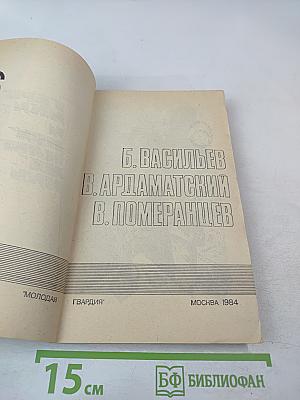 Б. ВАСИЛЬЕВ
В. АРДАМАТСКИЙ
В. ПОМЕРАНЦЕВ
"МОЛОДАЯ ГВАРДИЯ" МОСКВА 1984
15 СМ
БФ БИБЛИОФАН